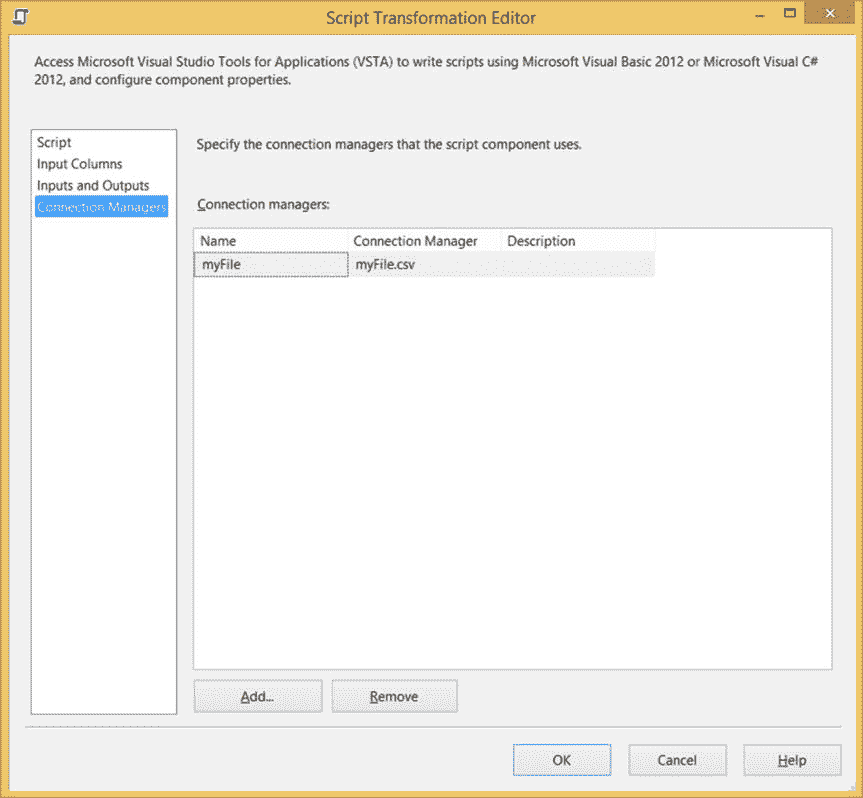 Script Transformation Editor
Access Microsoft Visual Studio Tools for Applications (VSTA) to write scripts using Microsoft Visual Basic 2012 or Microsoft Visual C#
2012, and configure component properties.
Script
Input Columns
Inputs and Outputs
Connection Managers
Specify the connection managers that the script component uses.
Connection managers:
Name Connection Manager Description
myFile myFile.csv
Add... Remove
OK Cancel Help